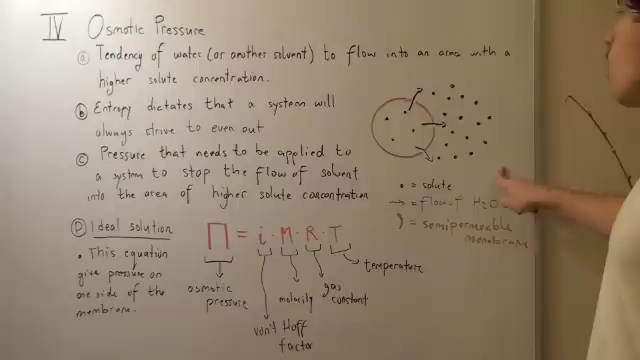 IV Osmotic Pressure
a Tendency of water (or another solvent) to flow into an area with a
higher solute concentration.
b Entropy dictates that a system will
always strive to even out
c Pressure that needs to be applied to
a system to stop the flow of solvent
into the area of higher solute concentration
• = solute
→ = flow of H2O
) = semipermeable
membrane
D Ideal solution
• This equation
give pressure on
one side of the
membrane.
Π = i · M · R · T
osmotic
pressure
van't Hoff
factor
molarity
gas
constant
temperature